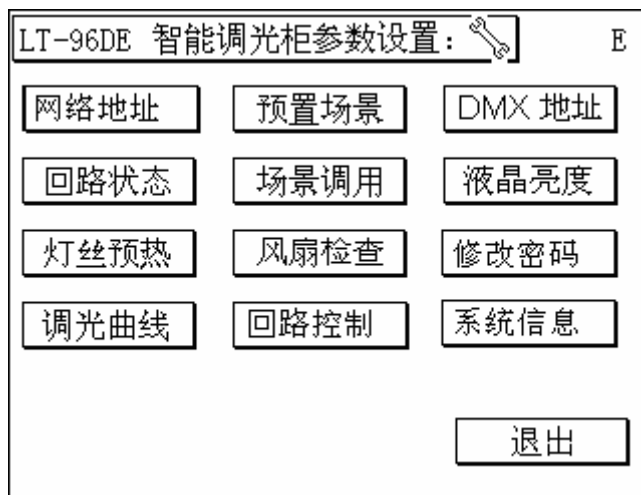 LT-96DE 智能调光柜参数设置： E
网络地址 预置场景 DMX 地址
回路状态 场景调用 液晶亮度
灯丝预热 风扇检查 修改密码
调光曲线 回路控制 系统信息
退出